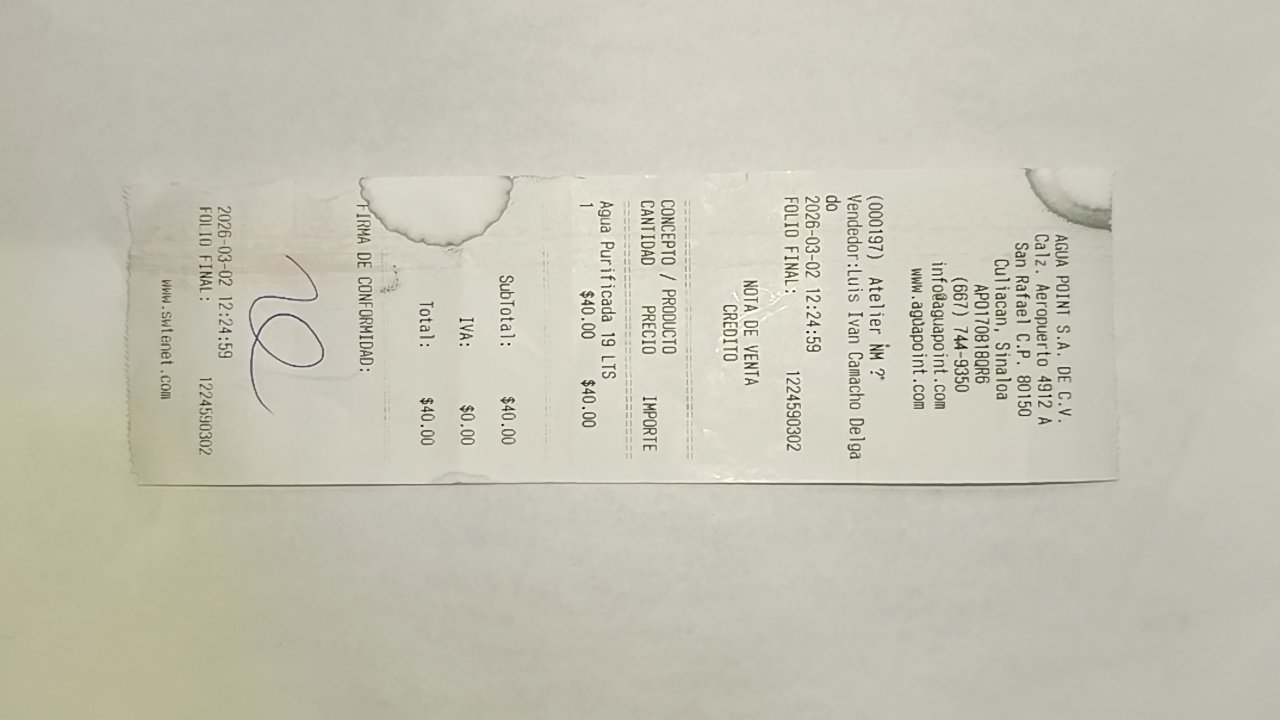 AGUA POINT S.A. DE C.V.
Calz. Aeropuerto 4912 A
San Rafael C.P. 80150
Culiacan, Sinaloa
APO170818QR6
(667) 744-9350
info@aguapoint.com
www.aguapoint.com
(000197) Atelier ÑM ?
Vendedor:Luis Ivan Camacho Delga
do
2026-03-02 12:24:59
FOLIO FINAL: 1224590302
NOTA DE VENTA
CREDITO
================================
CONCEPTO / PRODUCTO
CANTIDAD PRECIO IMPORTE
================================
Agua Purificada 19 LTS
1 $40.00 $40.00
SubTotal: $40.00
IVA: $0.00
Total: $40.00
FIRMA DE CONFORMIDAD:
2026-03-02 12:24:59
FOLIO FINAL: 1224590302
www.swtenet.com